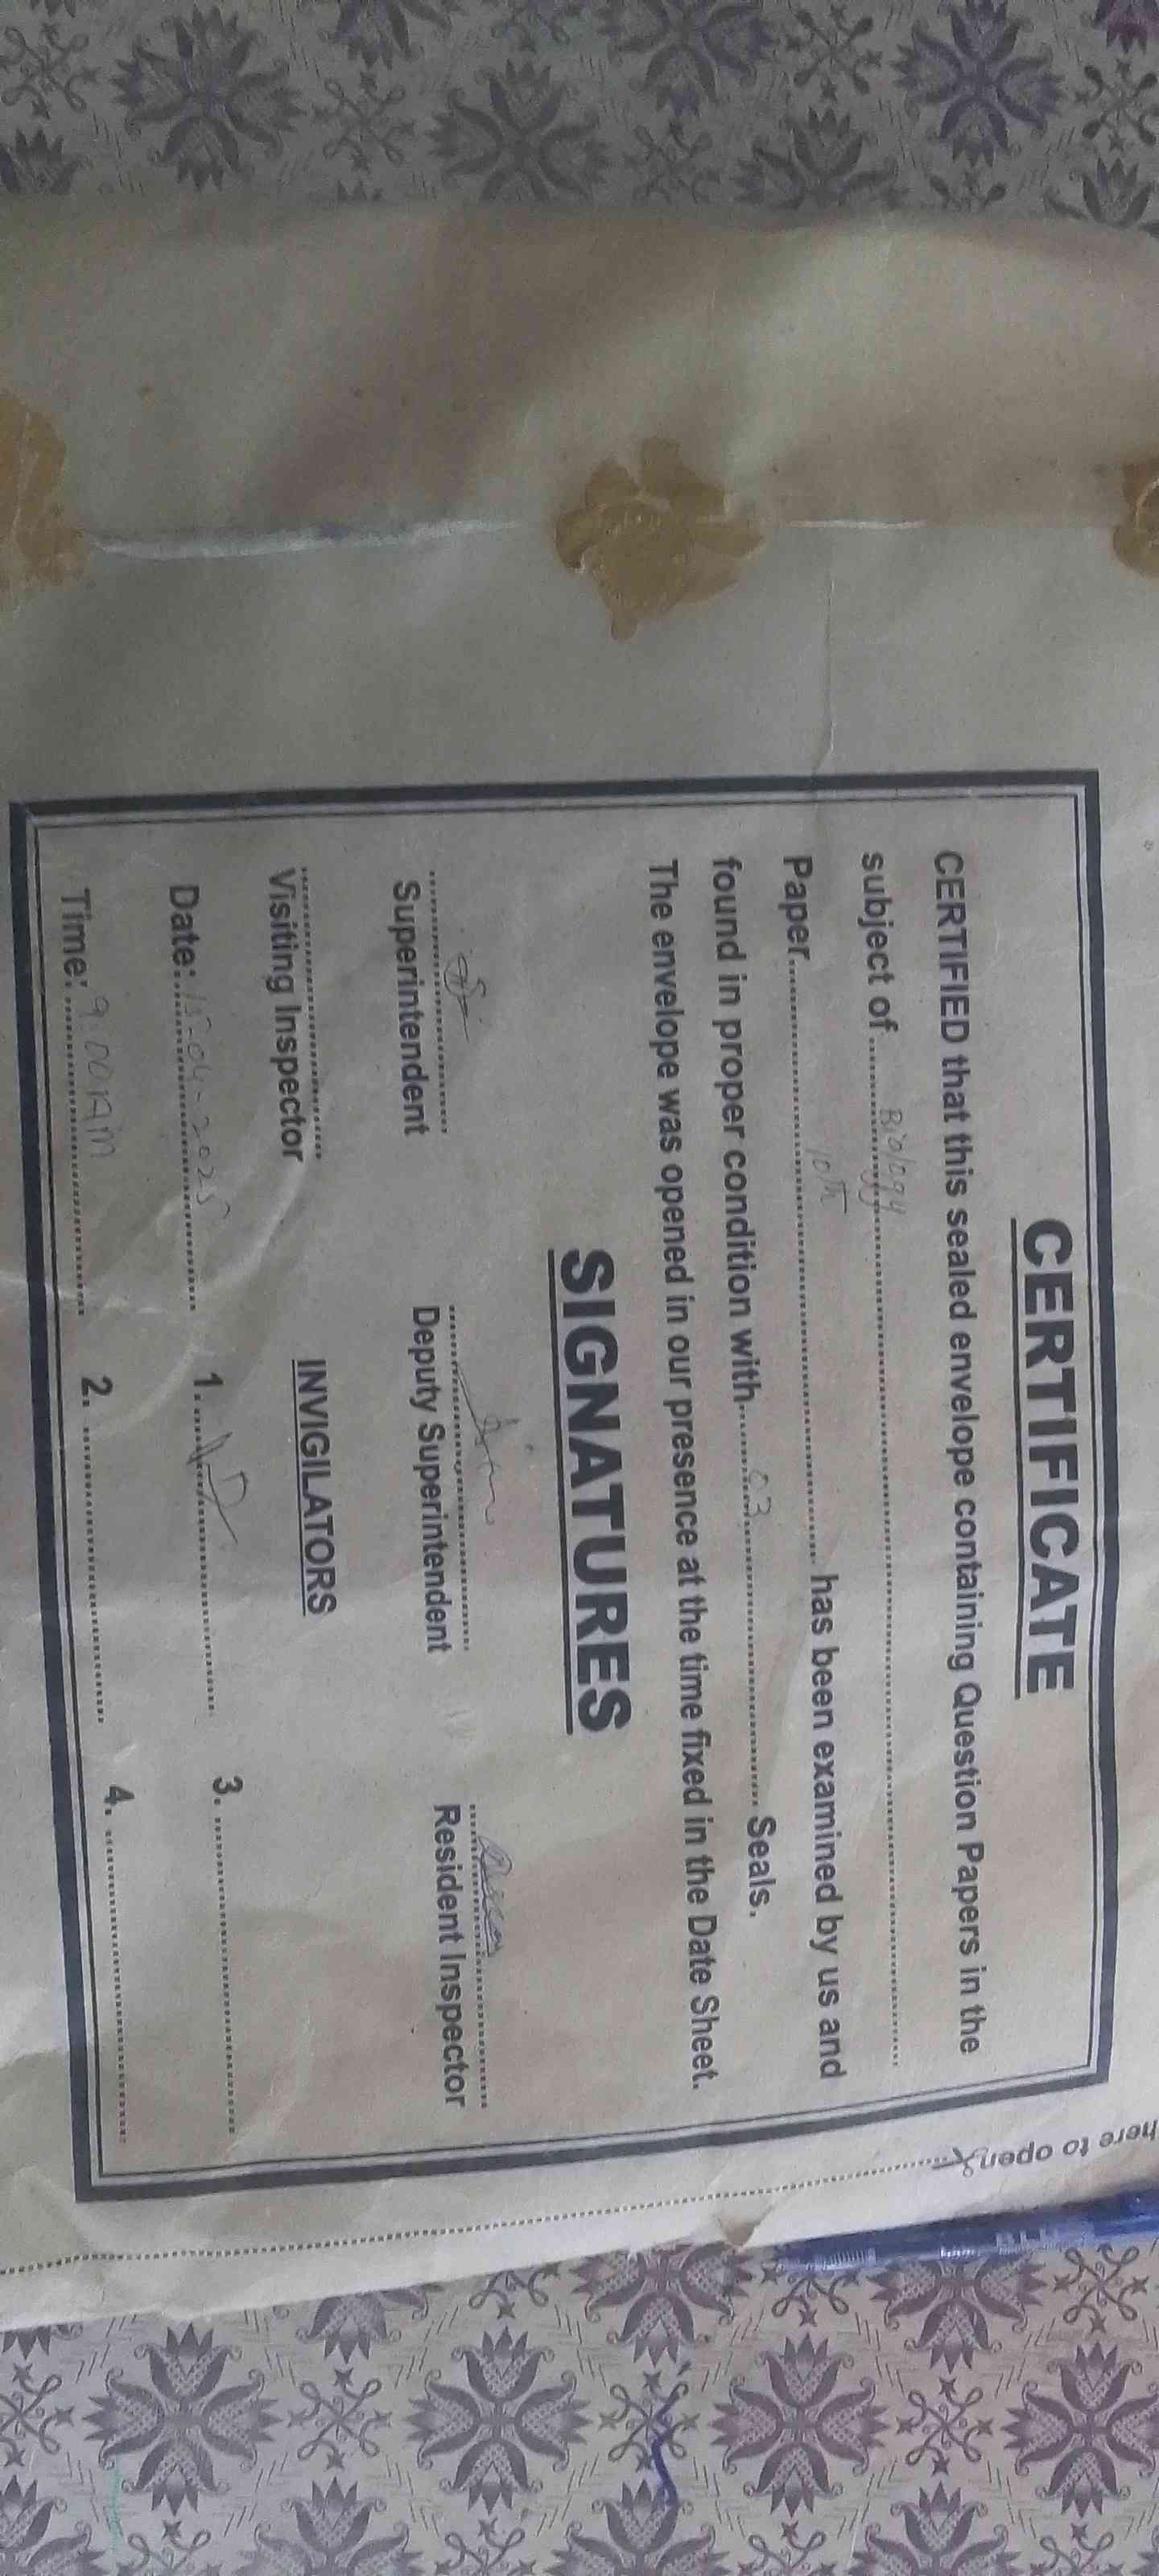 CERTIFICATE
CERTIFIED that this sealed envelope containing Question Papers in the
subject of..........Biology..........
Paper..........10th.......... has been examined by us and
found in proper condition with..........03.......... Seals.
The envelope was opened in our presence at the time fixed in the Date Sheet.
SIGNATURES
Superintendent Deputy Superintendent Resident Inspector
Visiting Inspector INVIGILATORS
Date:15-04-2025 1. 3.
Time:9:00AM 2. 4.
here to open